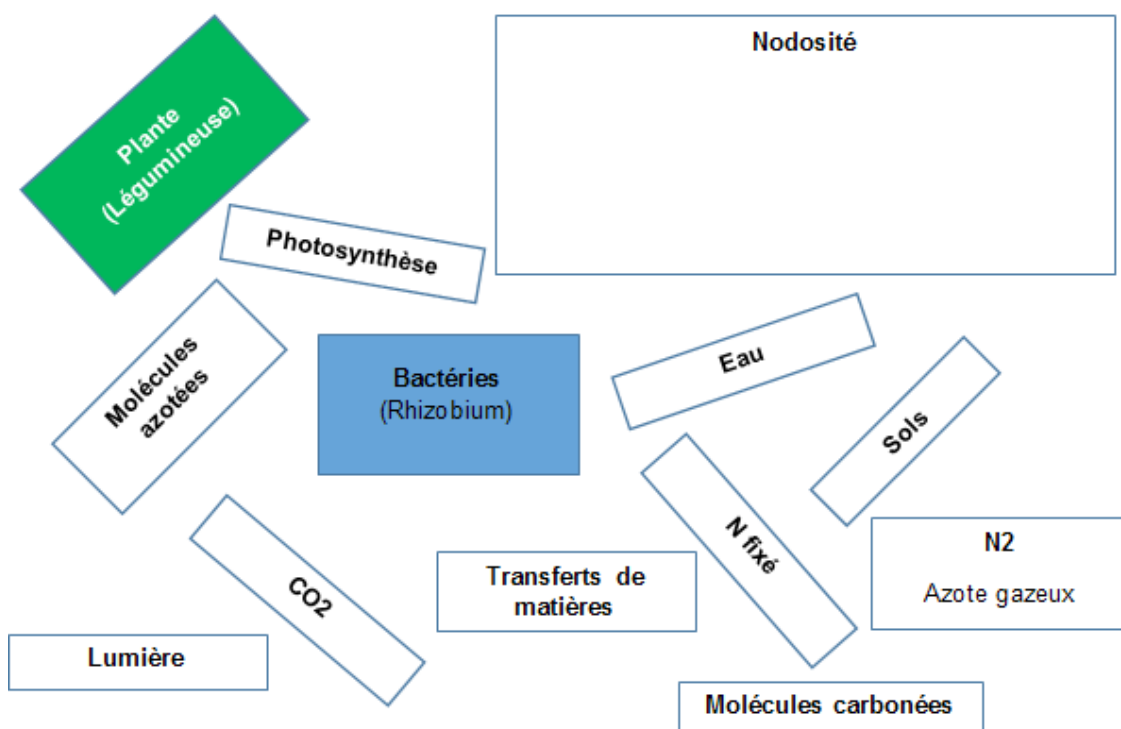 Nodosité
Plante
(Légumineuse)
Photosynthèse
Molécules
azotées
Bactéries
(Rhizobium)
Eau
Sols
N fixé
N2
Azote gazeux
CO2
Transferts de
matières
Lumière
Molécules carbonées